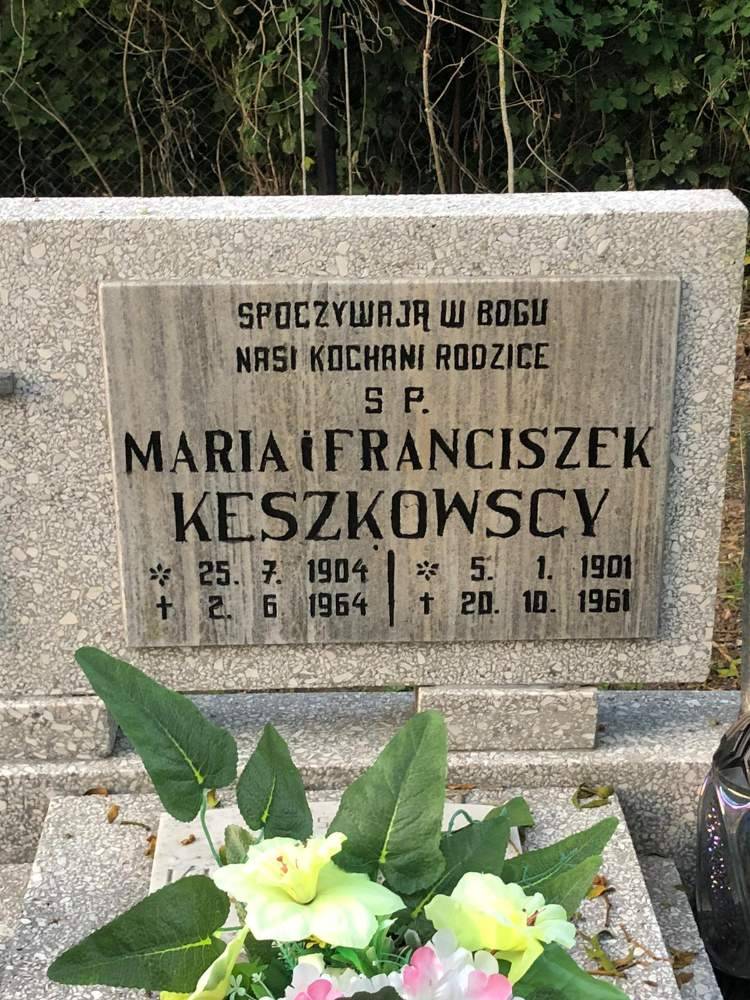 SPOCZYWAJĄ W BOGU
NASI KOCHANI RODZICE
S P.
MARIA i FRANCISZEK
KESZKOWSCY
* 25. 7. 1904 | * 5. 1. 1901
† 2. 6 1964 | † 20. 10. 1961